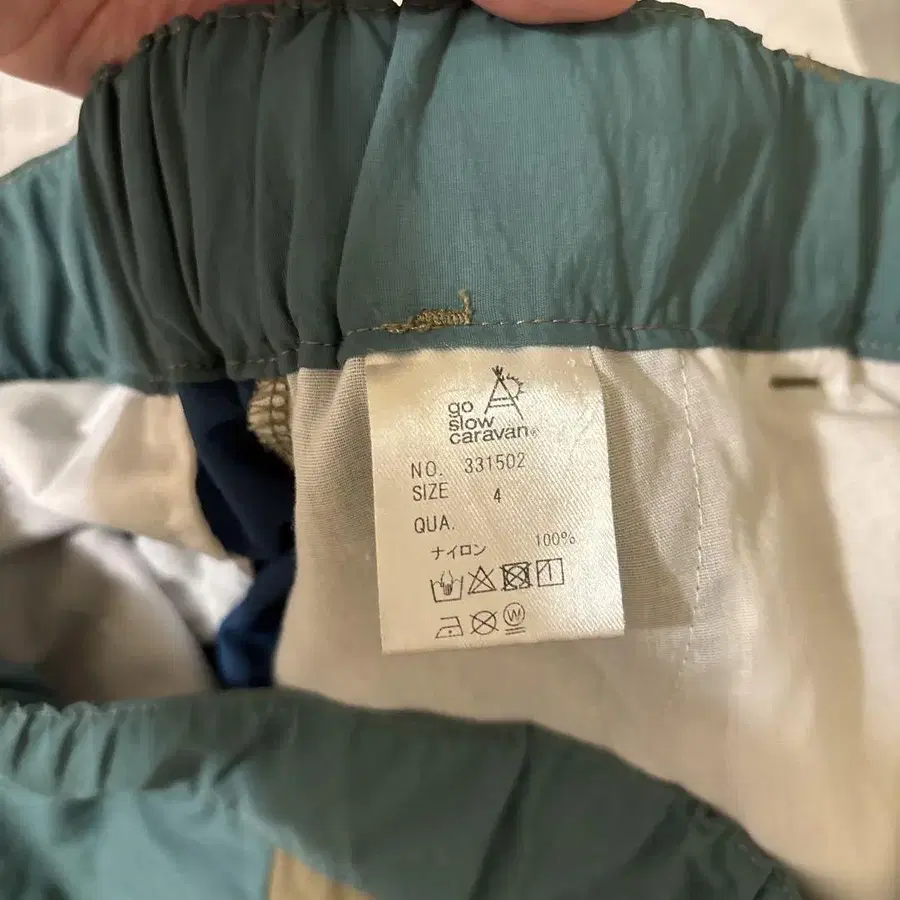 go
slow
caravan®
NO. 331502
SIZE 4
QUA.
ナイロン 100%
W